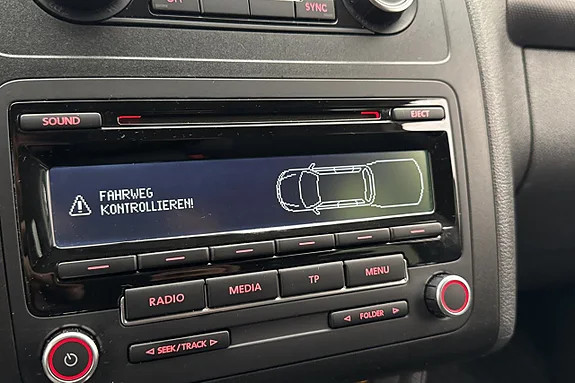 SYNC
SOUND
EJECT
FAHRWEG
KONTROLLIEREN!
RADIO
MEDIA
TP
MENU
FOLDER
SEEK/TRACK